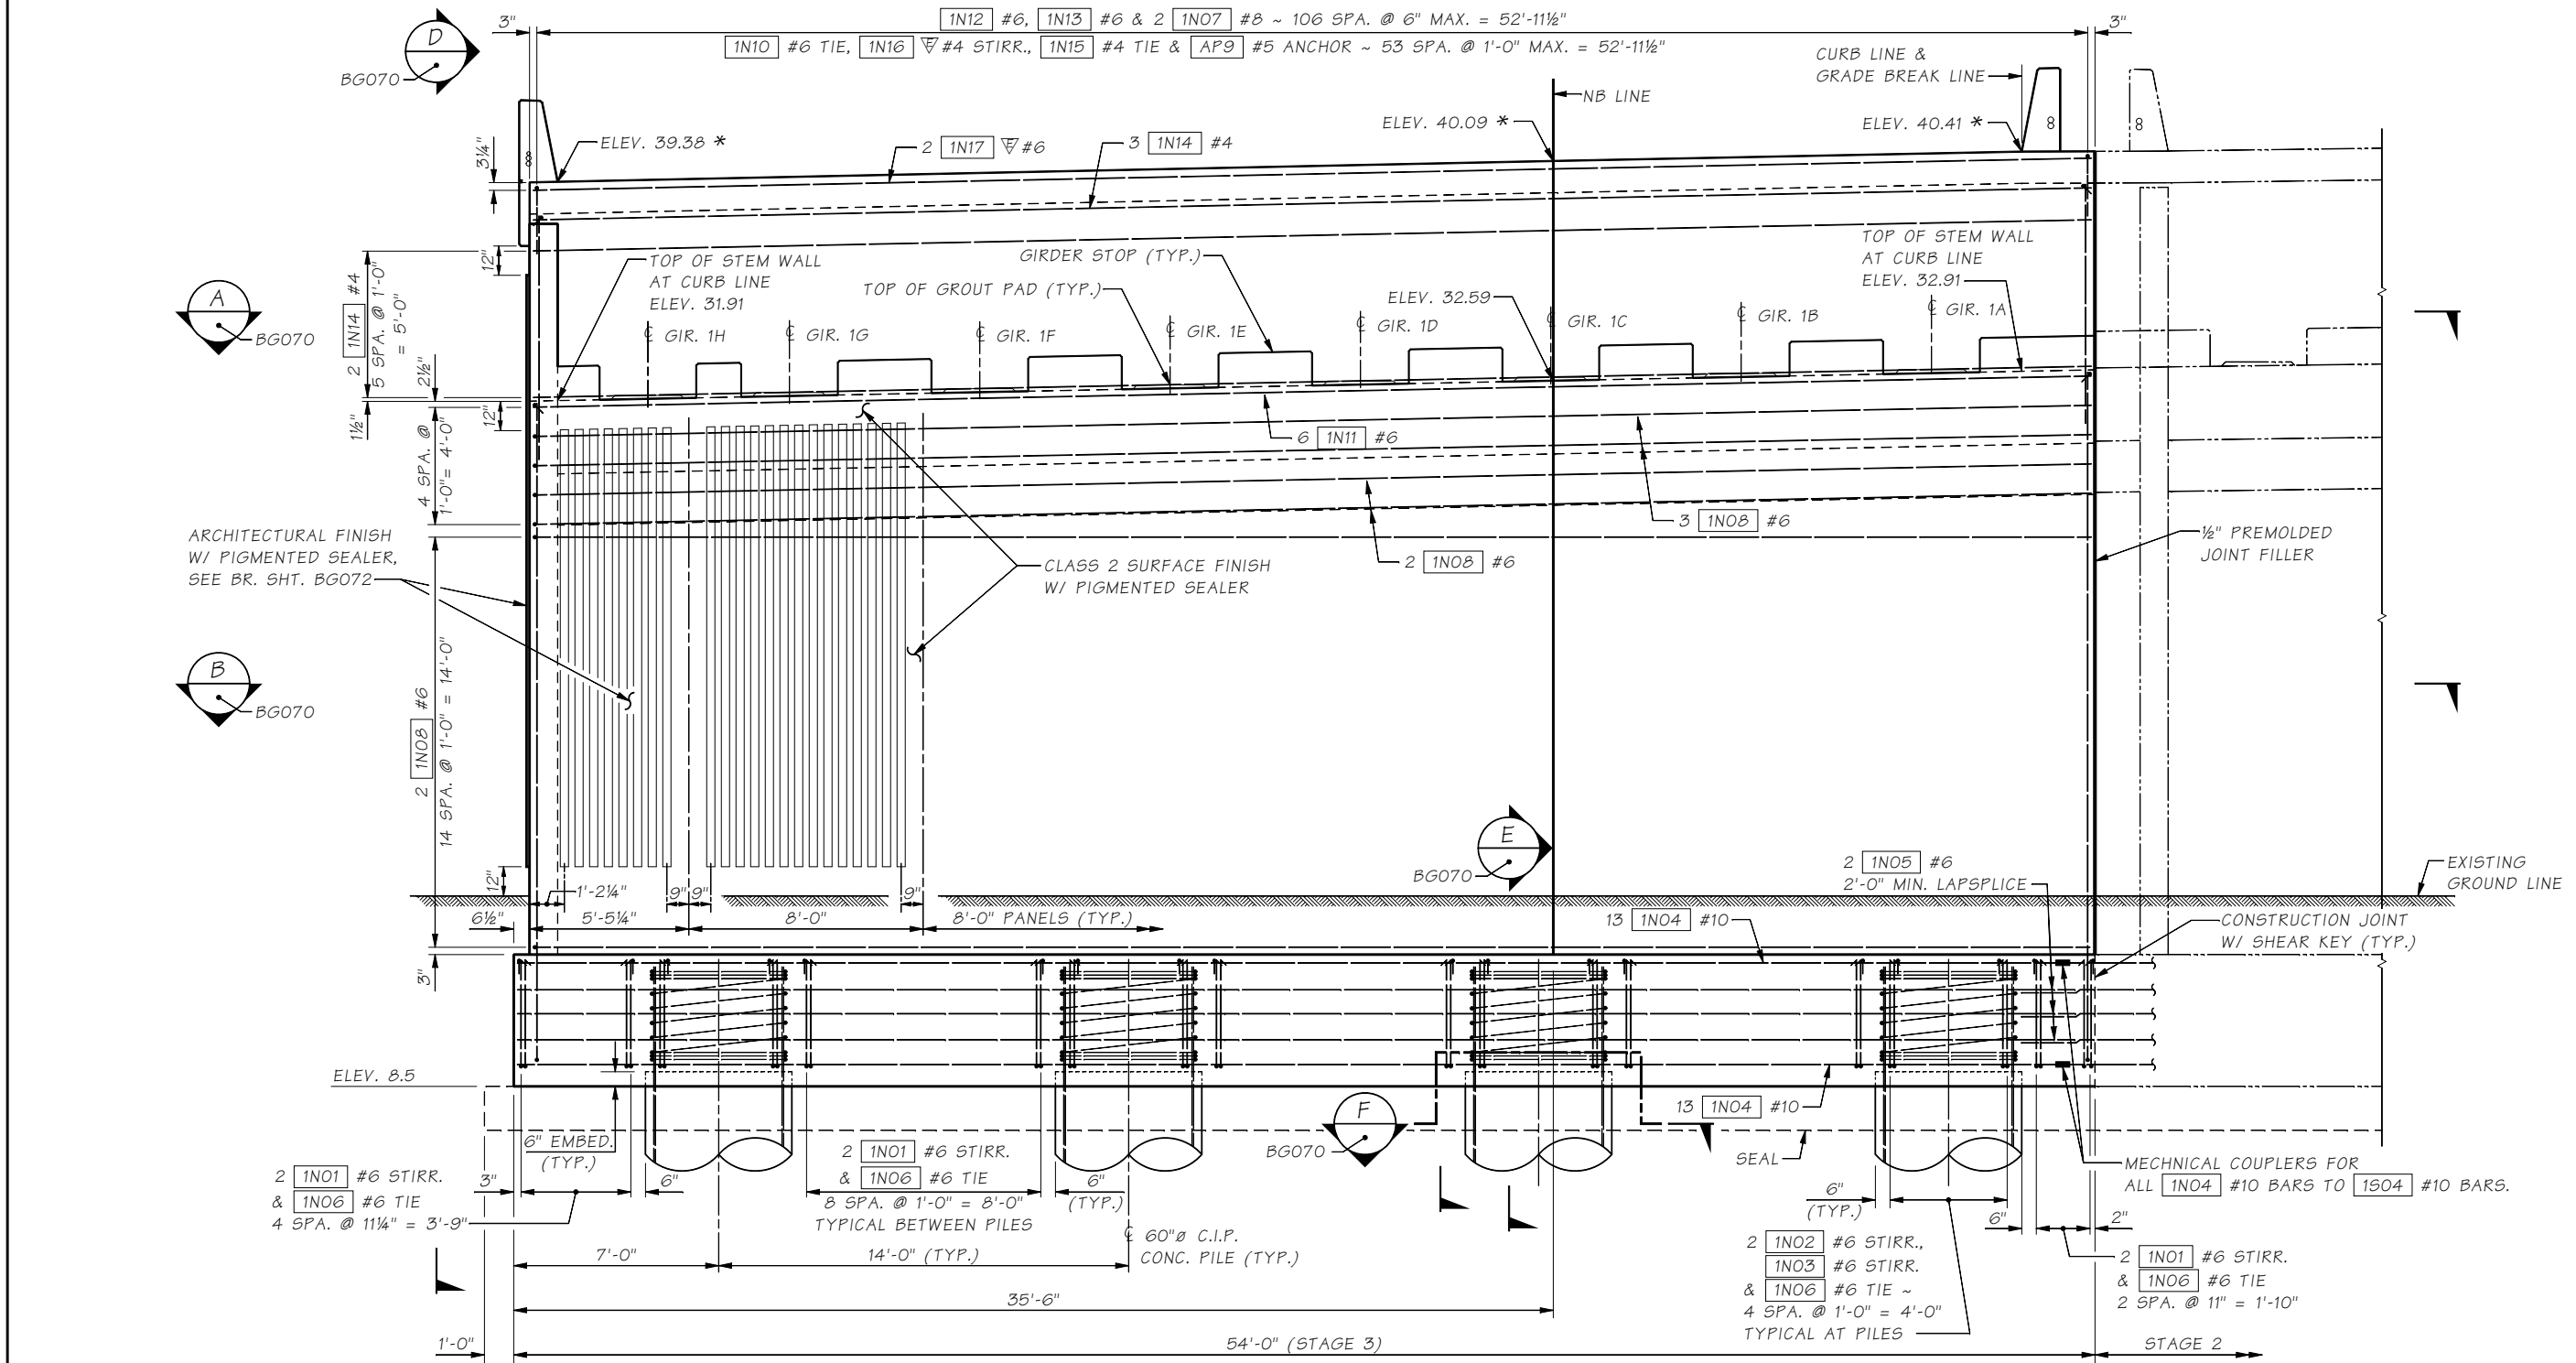 1N12 #6, 1N13 #6 & 2 1N07 #8 ~ 106 SPA. @ 6" MAX. = 52'-11½"
1N10 #6 TIE, 1N16 E #4 STIRR., 1N15 #4 TIE & AP9 #5 ANCHOR ~ 53 SPA. @ 1'-0" MAX. = 52'-11½"
3"
3"
D
BG070
CURB LINE &
GRADE BREAK LINE
NB LINE
ELEV. 39.38 *
2 1N17 E #6
3 1N14 #4
ELEV. 40.09 *
ELEV. 40.41 *
8
8
8
3¼"
12"
2 1N14 #4
5 SPA. @ 1'-0"
= 5'-0"
TOP OF STEM WALL
AT CURB LINE
ELEV. 31.91
GIRDER STOP (TYP.)
TOP OF GROUT PAD (TYP.)
ELEV. 32.59
TOP OF STEM WALL
AT CURB LINE
ELEV. 32.91
A
BG070
℄ GIR. 1H
℄ GIR. 1G
℄ GIR. 1F
℄ GIR. 1E
℄ GIR. 1D
℄ GIR. 1C
℄ GIR. 1B
℄ GIR. 1A
2½"
1½"
12"
4 SPA. @
1'-0"= 4'-0"
6 1N11 #6
3 1N08 #6
2 1N08 #6
ARCHITECTURAL FINISH
W/ PIGMENTED SEALER,
SEE BR. SHT. BG072
CLASS 2 SURFACE FINISH
W/ PIGMENTED SEALER
½" PREMOLDED
JOINT FILLER
B
BG070
2 1N08 #6
14 SPA. @ 1'-0" = 14'-0"
E
BG070
2 1N05 #6
2'-0" MIN. LAPSPLICE
EXISTING
GROUND LINE
12"
1'-2¼"
9"
9"
9"
6½"
5'-5¼"
8'-0"
8'-0" PANELS (TYP.)
13 1N04 #10
CONSTRUCTION JOINT
W/ SHEAR KEY (TYP.)
3"
ELEV. 8.5
13 1N04 #10
F
BG070
SEAL
6" EMBED.
(TYP.)
2 1N01 #6 STIRR.
& 1N06 #6 TIE
4 SPA. @ 11¼" = 3'-9"
3"
6"
2 1N01 #6 STIRR.
& 1N06 #6 TIE
8 SPA. @ 1'-0" = 8'-0"
TYPICAL BETWEEN PILES
6"
(TYP.)
MECHNICAL COUPLERS FOR
ALL 1N04 #10 BARS TO 1S04 #10 BARS.
6"
(TYP.)
6"
2"
2 1N02 #6 STIRR.,
1N03 #6 STIRR.
& 1N06 #6 TIE ~
4 SPA. @ 1'-0" = 4'-0"
TYPICAL AT PILES
2 1N01 #6 STIRR.
& 1N06 #6 TIE
2 SPA. @ 11" = 1'-10"
7'-0"
14'-0" (TYP.)
℄ 60"ø C.I.P.
CONC. PILE (TYP.)
35'-6"
1'-0"
54'-0" (STAGE 3)
STAGE 2